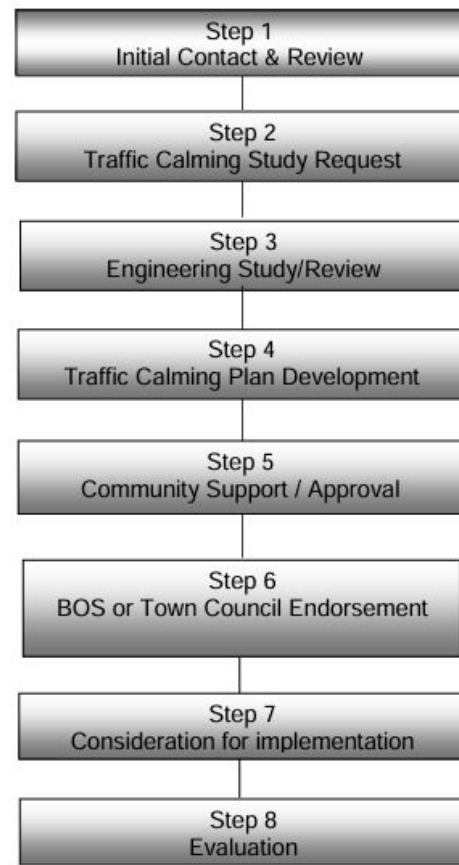 Step 1
Initial Contact & Review
Step 2
Traffic Calming Study Request
Step 3
Engineering Study/Review
Step 4
Traffic Calming Plan Development
Step 5
Community Support / Approval
Step 6
BOS or Town Council Endorsement
Step 7
Consideration for implementation
Step 8
Evaluation